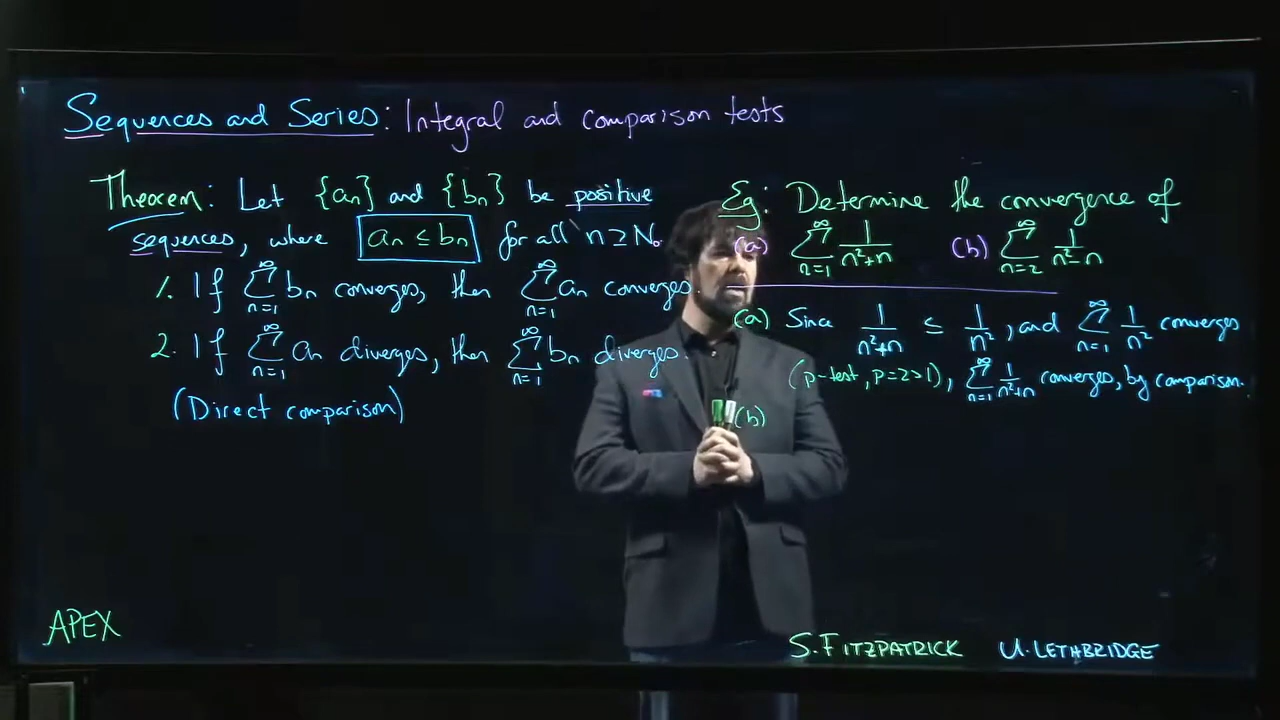 Sequences and Series: Integral and comparison tests
Theorem: Let {aₙ} and {bₙ} be positive
sequences, where aₙ ≤ bₙ for all n ≥ N₀.
1. If ∑_{n=1}^∞ bₙ converges, then ∑_{n=1}^∞ aₙ converges.
2. If ∑_{n=1}^∞ aₙ diverges, then ∑_{n=1}^∞ bₙ diverges.
(Direct comparison)
Eg: Determine the convergence of
(a) ∑_{n=1}^∞ 1/(n²+n) (b) ∑_{n=2}^∞ 1/(n²-n)
(a) Since 1/(n²+n) ≤ 1/n², and ∑_{n=1}^∞ 1/n² converges
(p-test, p=2>1), ∑_{n=1}^∞ 1/(n²+n) converges, by comparison.
(b)
APEX
S. FITZPATRICK U. LETHBRIDGE